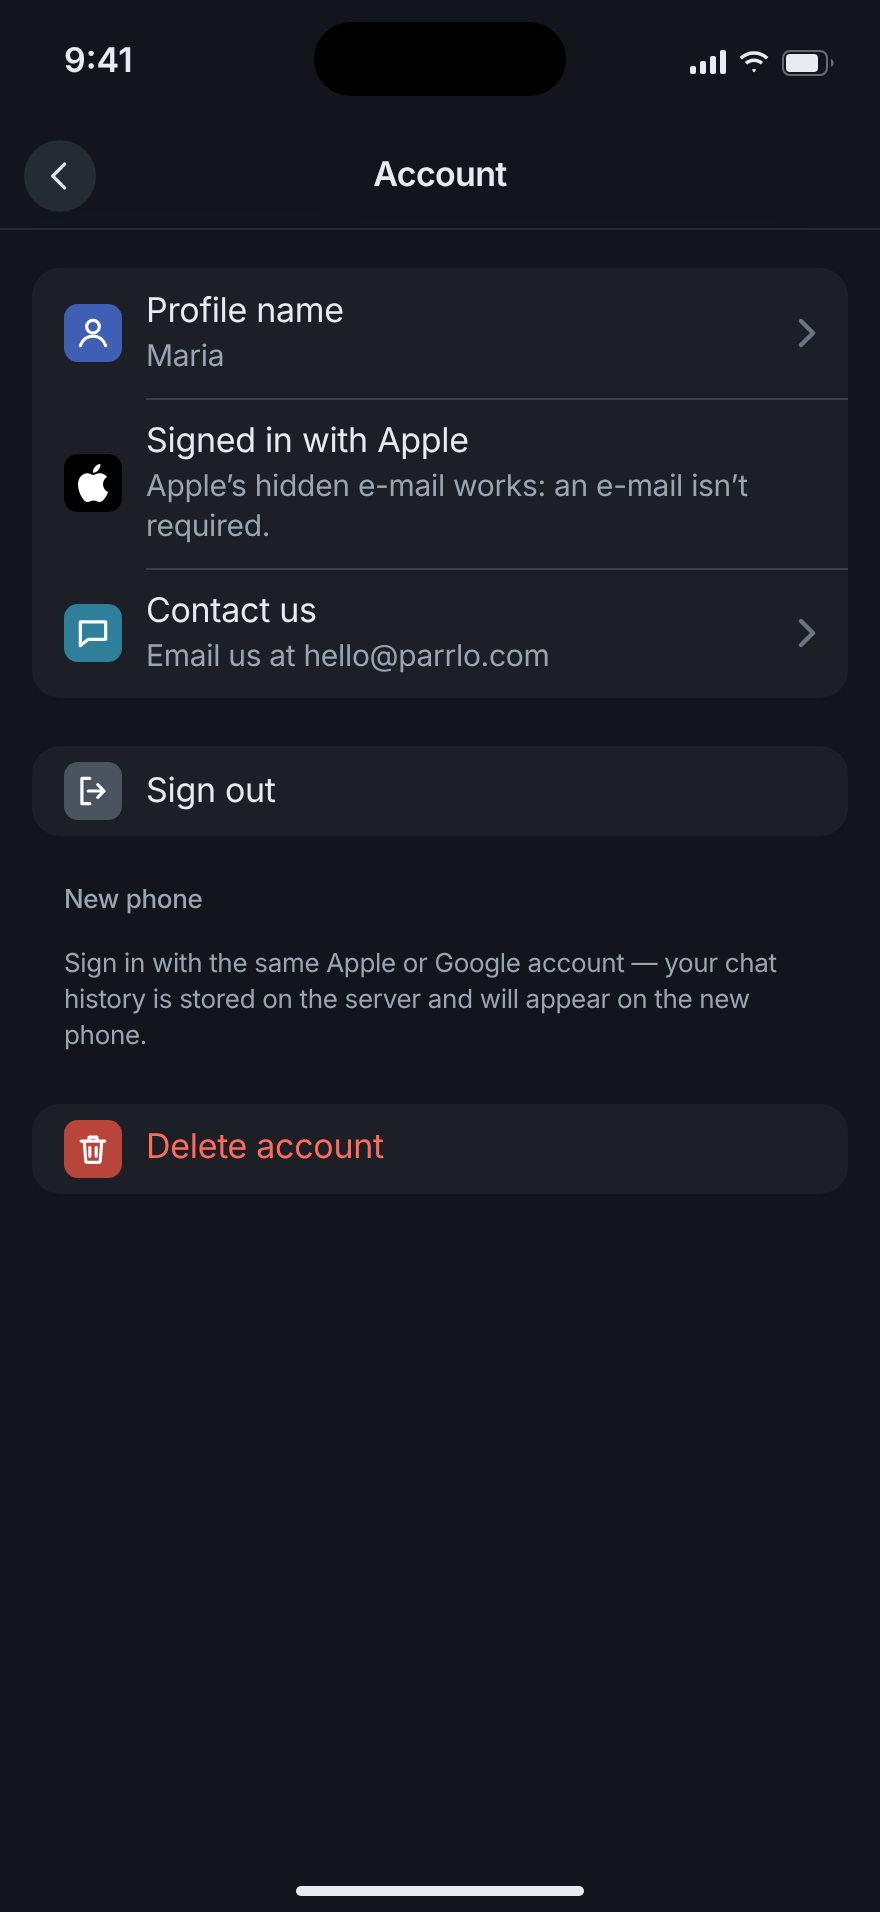 9:41
Account
Profile name
Maria
Signed in with Apple
Apple’s hidden e-mail works: an e-mail isn’t
required.
Contact us
Email us at hello@parrlo.com
Sign out
New phone
Sign in with the same Apple or Google account — your chat
history is stored on the server and will appear on the new
phone.
Delete account